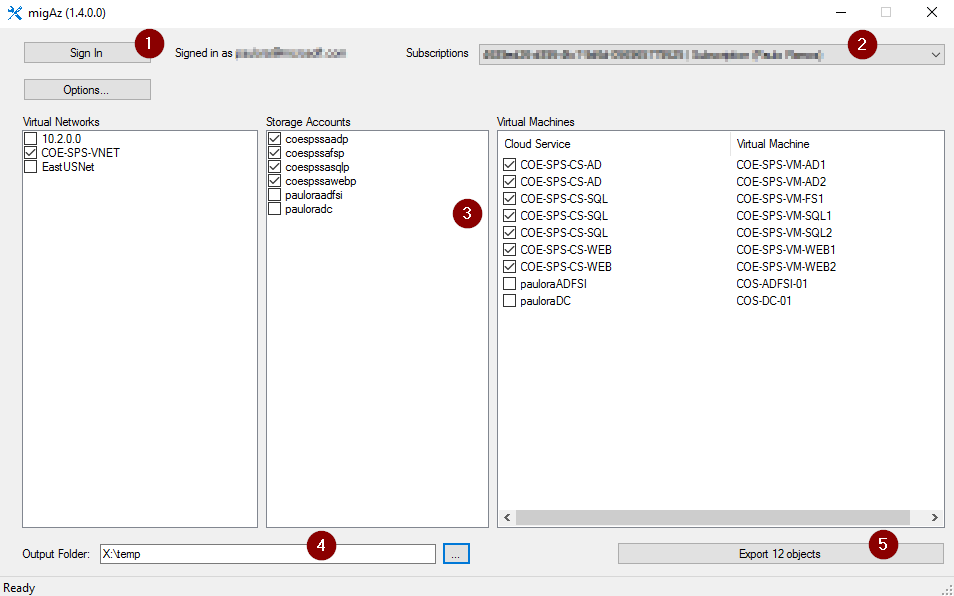 migAz (1.4.0.0)
Sign In
1
Signed in as
Subscriptions
2
Options...
Virtual Networks
10.2.0.0
COE-SPS-VNET
EastUSNet
Storage Accounts
coespssaadp
coespssafsp
coespssasqlp
coespssawebp
pauloraadfsi
pauloradc
3
Virtual Machines
Cloud Service Virtual Machine
COE-SPS-CS-AD COE-SPS-VM-AD1
COE-SPS-CS-AD COE-SPS-VM-AD2
COE-SPS-CS-SQL COE-SPS-VM-FS1
COE-SPS-CS-SQL COE-SPS-VM-SQL1
COE-SPS-CS-SQL COE-SPS-VM-SQL2
COE-SPS-CS-WEB COE-SPS-VM-WEB1
COE-SPS-CS-WEB COE-SPS-VM-WEB2
pauloraADFSI COS-ADFSI-01
pauloraDC COS-DC-01
Output Folder: X:\temp
4
...
Export 12 objects
5
Ready